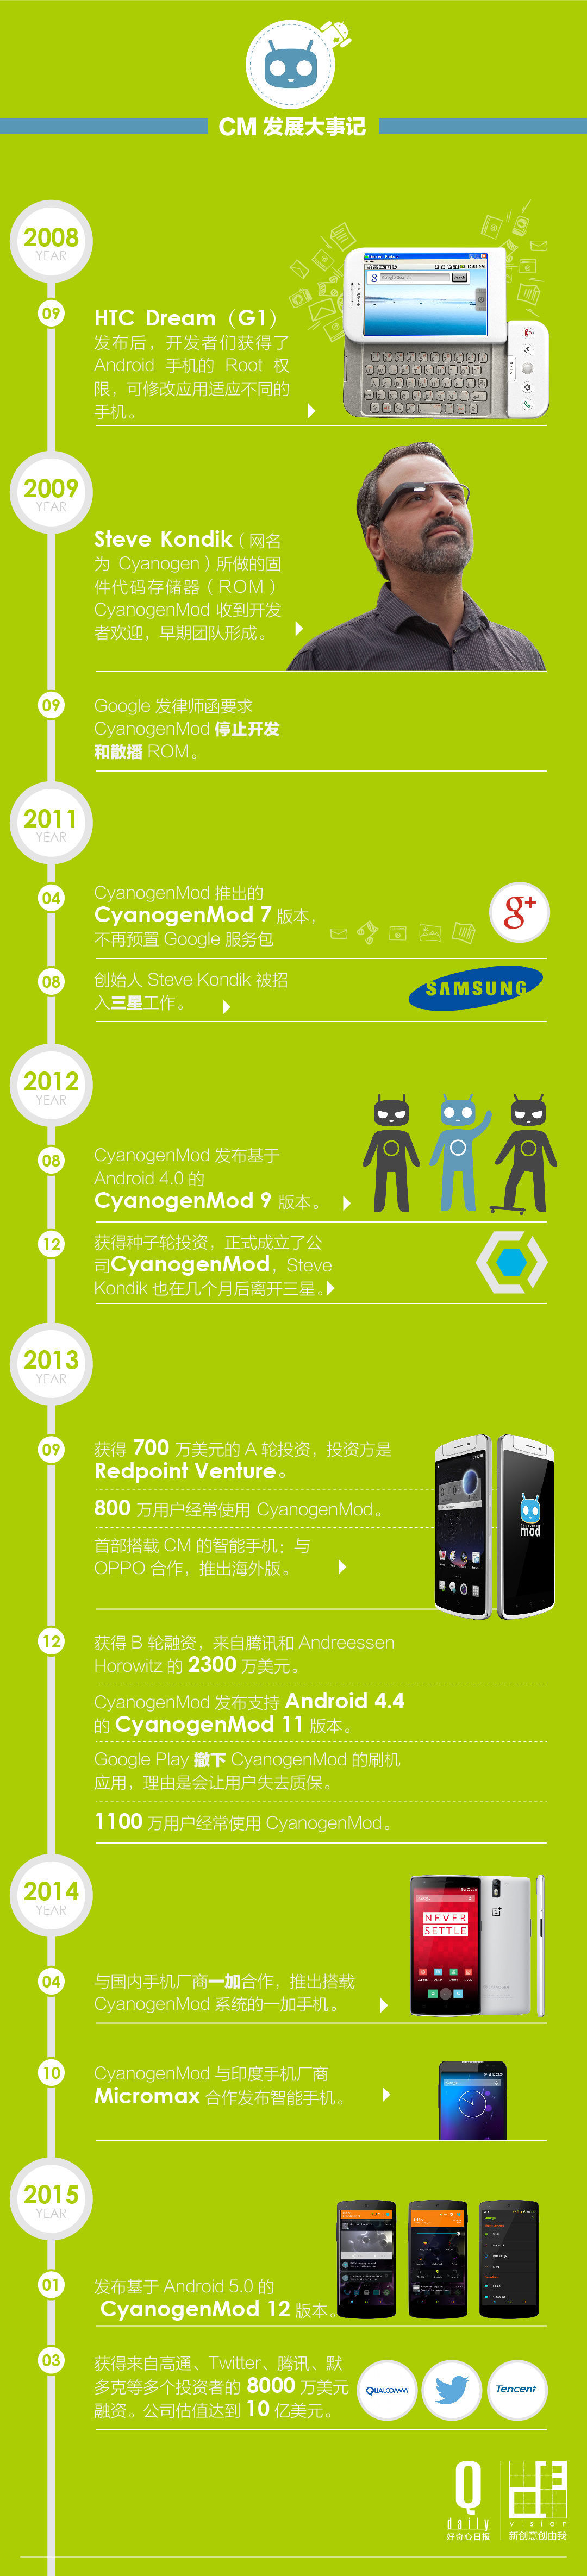 CM 发展大事记
2008
YEAR
09
HTC Dream（G1）
发布后，开发者们获得了
Android 手机的 Root 权
限，可修改应用适应不同的
手机。
2009
YEAR
Steve Kondik（网名
为 Cyanogen）所做的固
件代码存储器（ROM）
CyanogenMod 收到开发
者欢迎，早期团队形成。
09
Google 发律师函要求
CyanogenMod 停止开发
和散播 ROM。
2011
YEAR
04
CyanogenMod 推出的
CyanogenMod 7 版本，
不再预置 Google 服务包
g+
08
创始人 Steve Kondik 被招
入三星工作。
SAMSUNG
2012
YEAR
08
CyanogenMod 发布基于
Android 4.0 的
CyanogenMod 9 版本。
12
获得种子轮投资，正式成立了公
司CyanogenMod，Steve
Kondik 也在几个月后离开三星。
2013
YEAR
09
获得 700 万美元的 A 轮投资，投资方是
Redpoint Venture。
800 万用户经常使用 CyanogenMod。
首部搭载 CM 的智能手机：与
OPPO 合作，推出海外版。
mod
12
获得 B 轮融资，来自腾讯和 Andreessen
Horowitz 的 2300 万美元。
CyanogenMod 发布支持 Android 4.4
的 CyanogenMod 11 版本。
Google Play 撤下 CyanogenMod 的刷机
应用，理由是会让用户失去质保。
1100 万用户经常使用 CyanogenMod。
2014
YEAR
NEVER
SETTLE
04
与国内手机厂商一加合作，推出搭载
CyanogenMod 系统的一加手机。
10
CyanogenMod 与印度手机厂商
Micromax 合作发布智能手机。
2015
YEAR
01
发布基于 Android 5.0 的
CyanogenMod 12 版本。
03
获得来自高通、Twitter、腾讯、默
多克等多个投资者的 8000 万美元
融资。公司估值达到 10 亿美元。
QUALCOMM
Tencent
Q
daily
好奇心日报
vision
新创意创由我